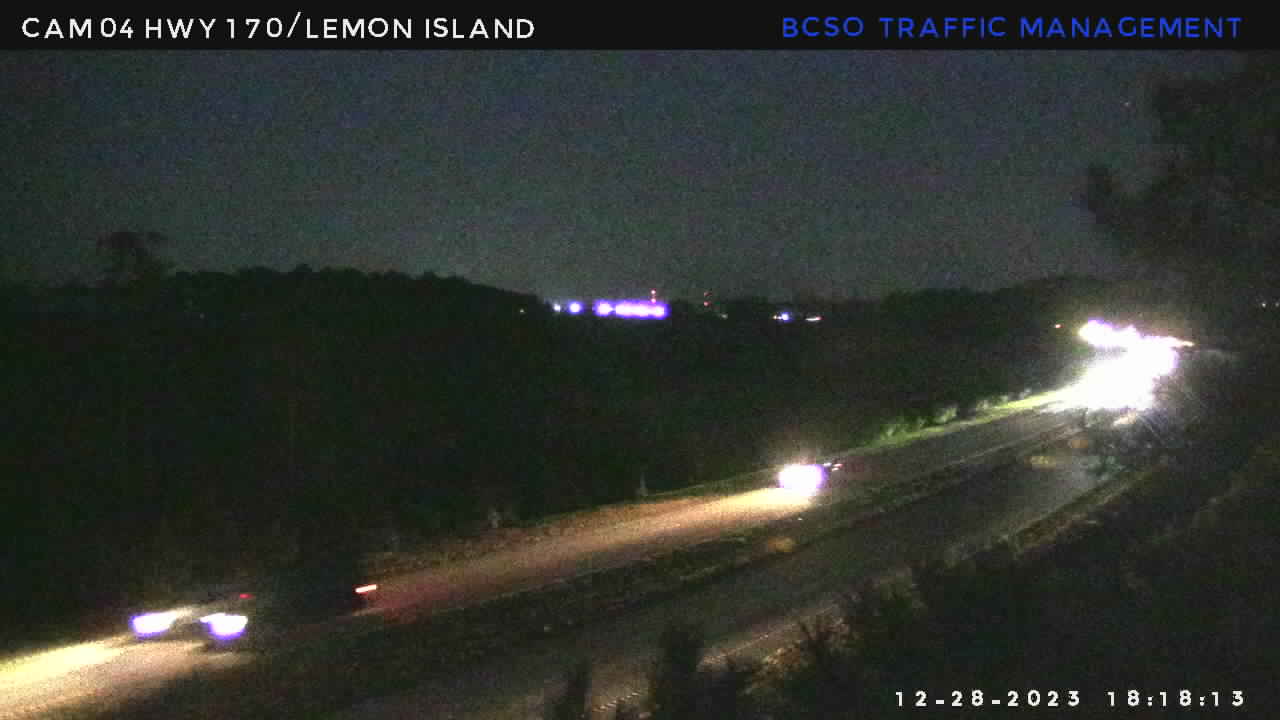 CAM04 HWY 170/LEMON ISLAND
BCSO TRAFFIC MANAGEMENT
12-28-2023 18:18:13